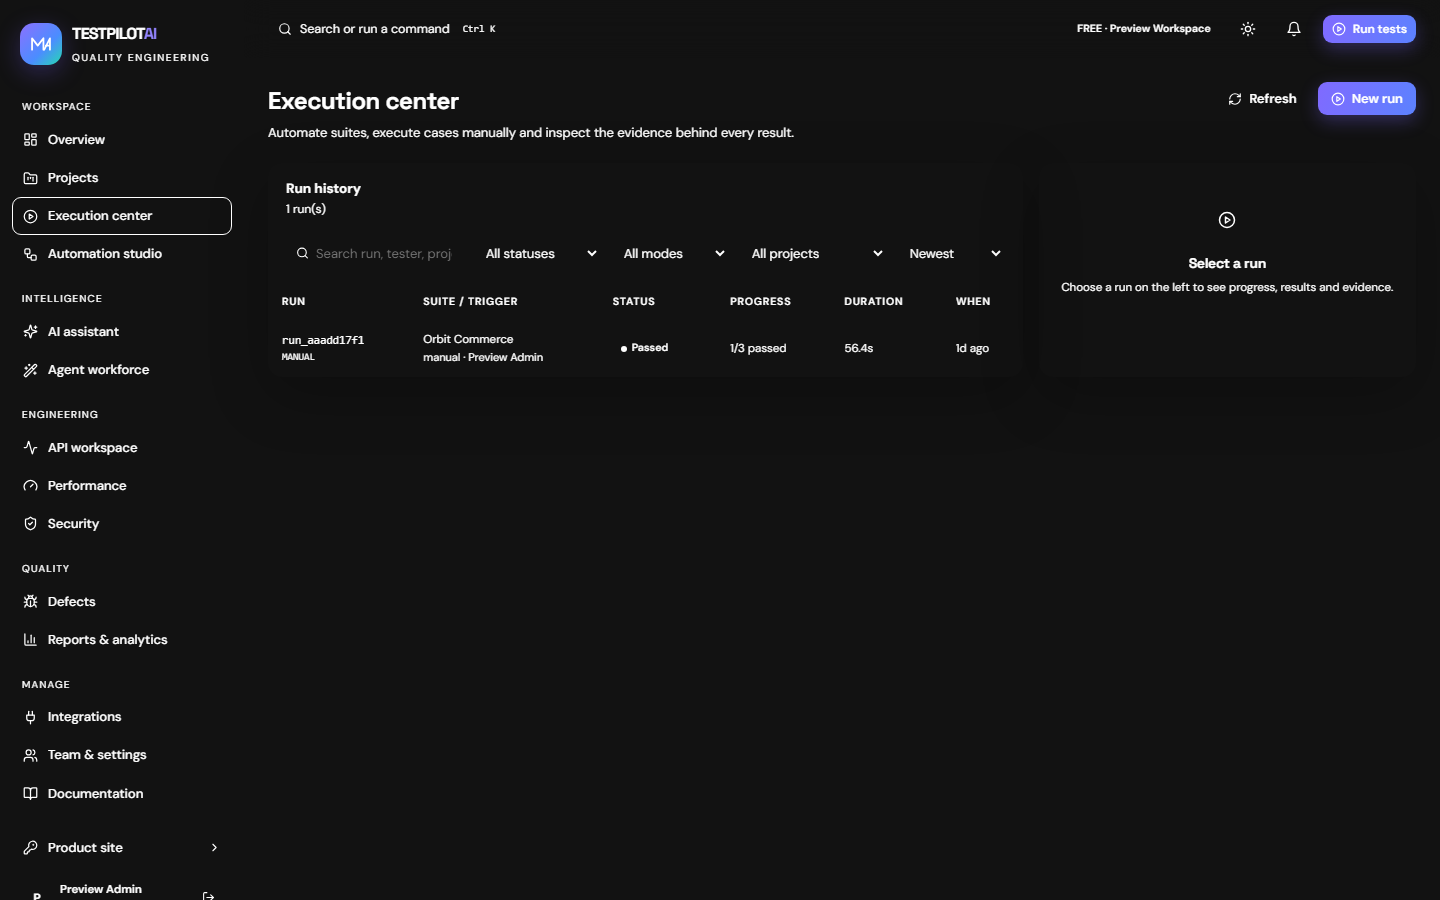 TESTPILOTAI
QUALITY ENGINEERING
Search or run a command Ctrl K
FREE · Preview Workspace
Run tests
WORKSPACE
Overview
Projects
Execution center
Automation studio
INTELLIGENCE
AI assistant
Agent workforce
ENGINEERING
API workspace
Performance
Security
QUALITY
Defects
Reports & analytics
MANAGE
Integrations
Team & settings
Documentation
Product site
P
Preview Admin
Execution center
Automate suites, execute cases manually and inspect the evidence behind every result.
Refresh
New run
Run history
1 run(s)
Search run, tester, proj
All statuses
All modes
All projects
Newest
RUN SUITE / TRIGGER STATUS PROGRESS DURATION WHEN
run_aaadd17f1
MANUAL
Orbit Commerce
manual · Preview Admin
Passed
1/3 passed
56.4s
1d ago
Select a run
Choose a run on the left to see progress, results and evidence.